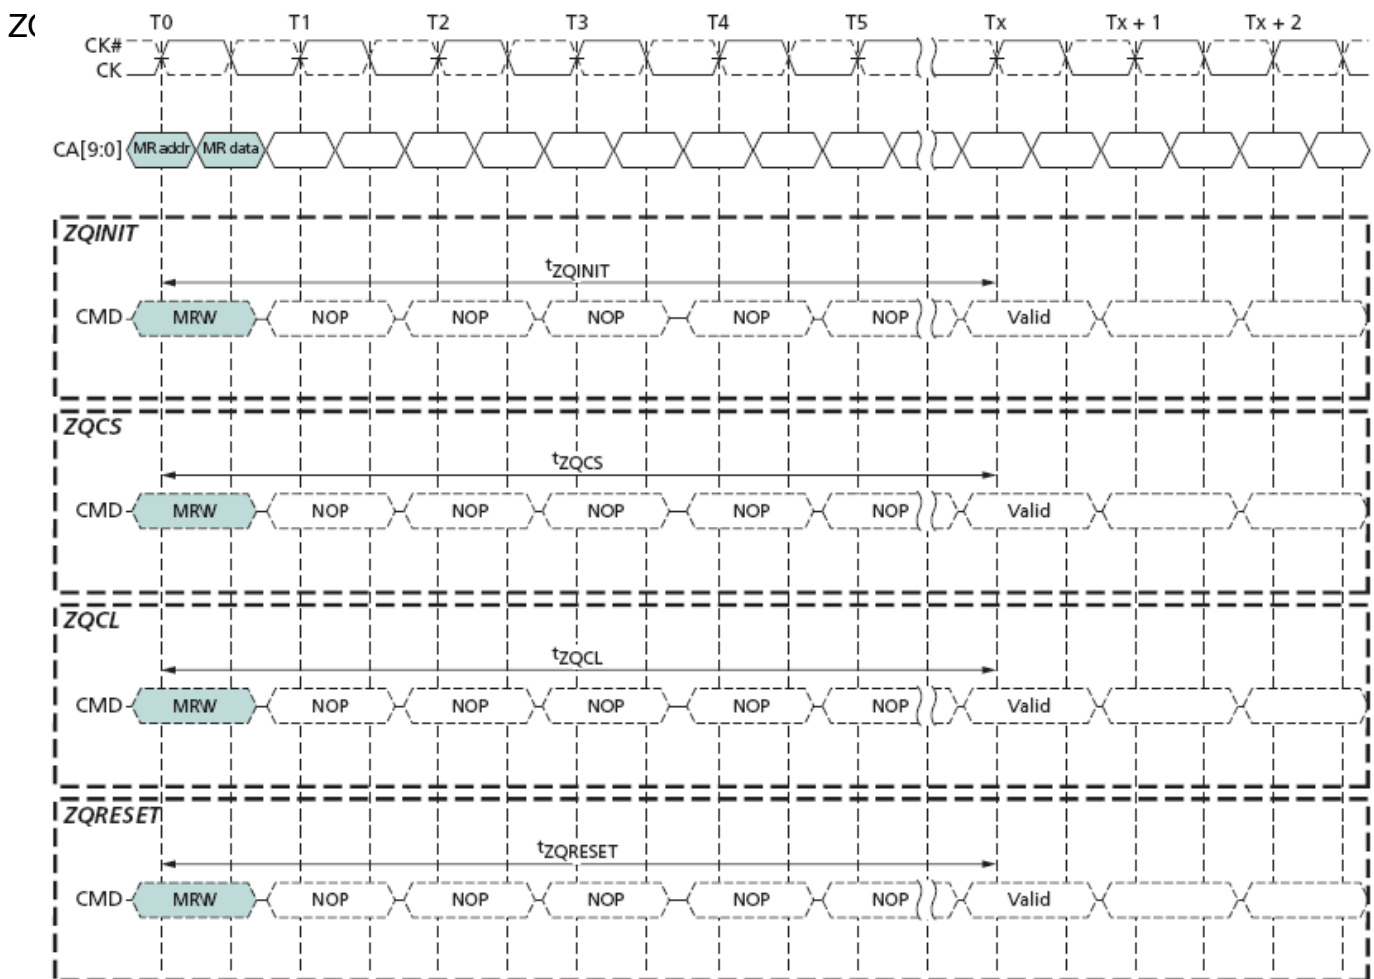 T0 T1 T2 T3 T4 T5 Tx Tx + 1 Tx + 2
CK#
CK
CA[9:0] MR addr MR data
ZQINIT
tZQINIT
CMD MRW NOP NOP NOP NOP NOP Valid
ZQCS
tZQCS
CMD MRW NOP NOP NOP NOP NOP Valid
ZQCL
tZQCL
CMD MRW NOP NOP NOP NOP NOP Valid
ZQRESET
tZQRESET
CMD MRW NOP NOP NOP NOP NOP Valid